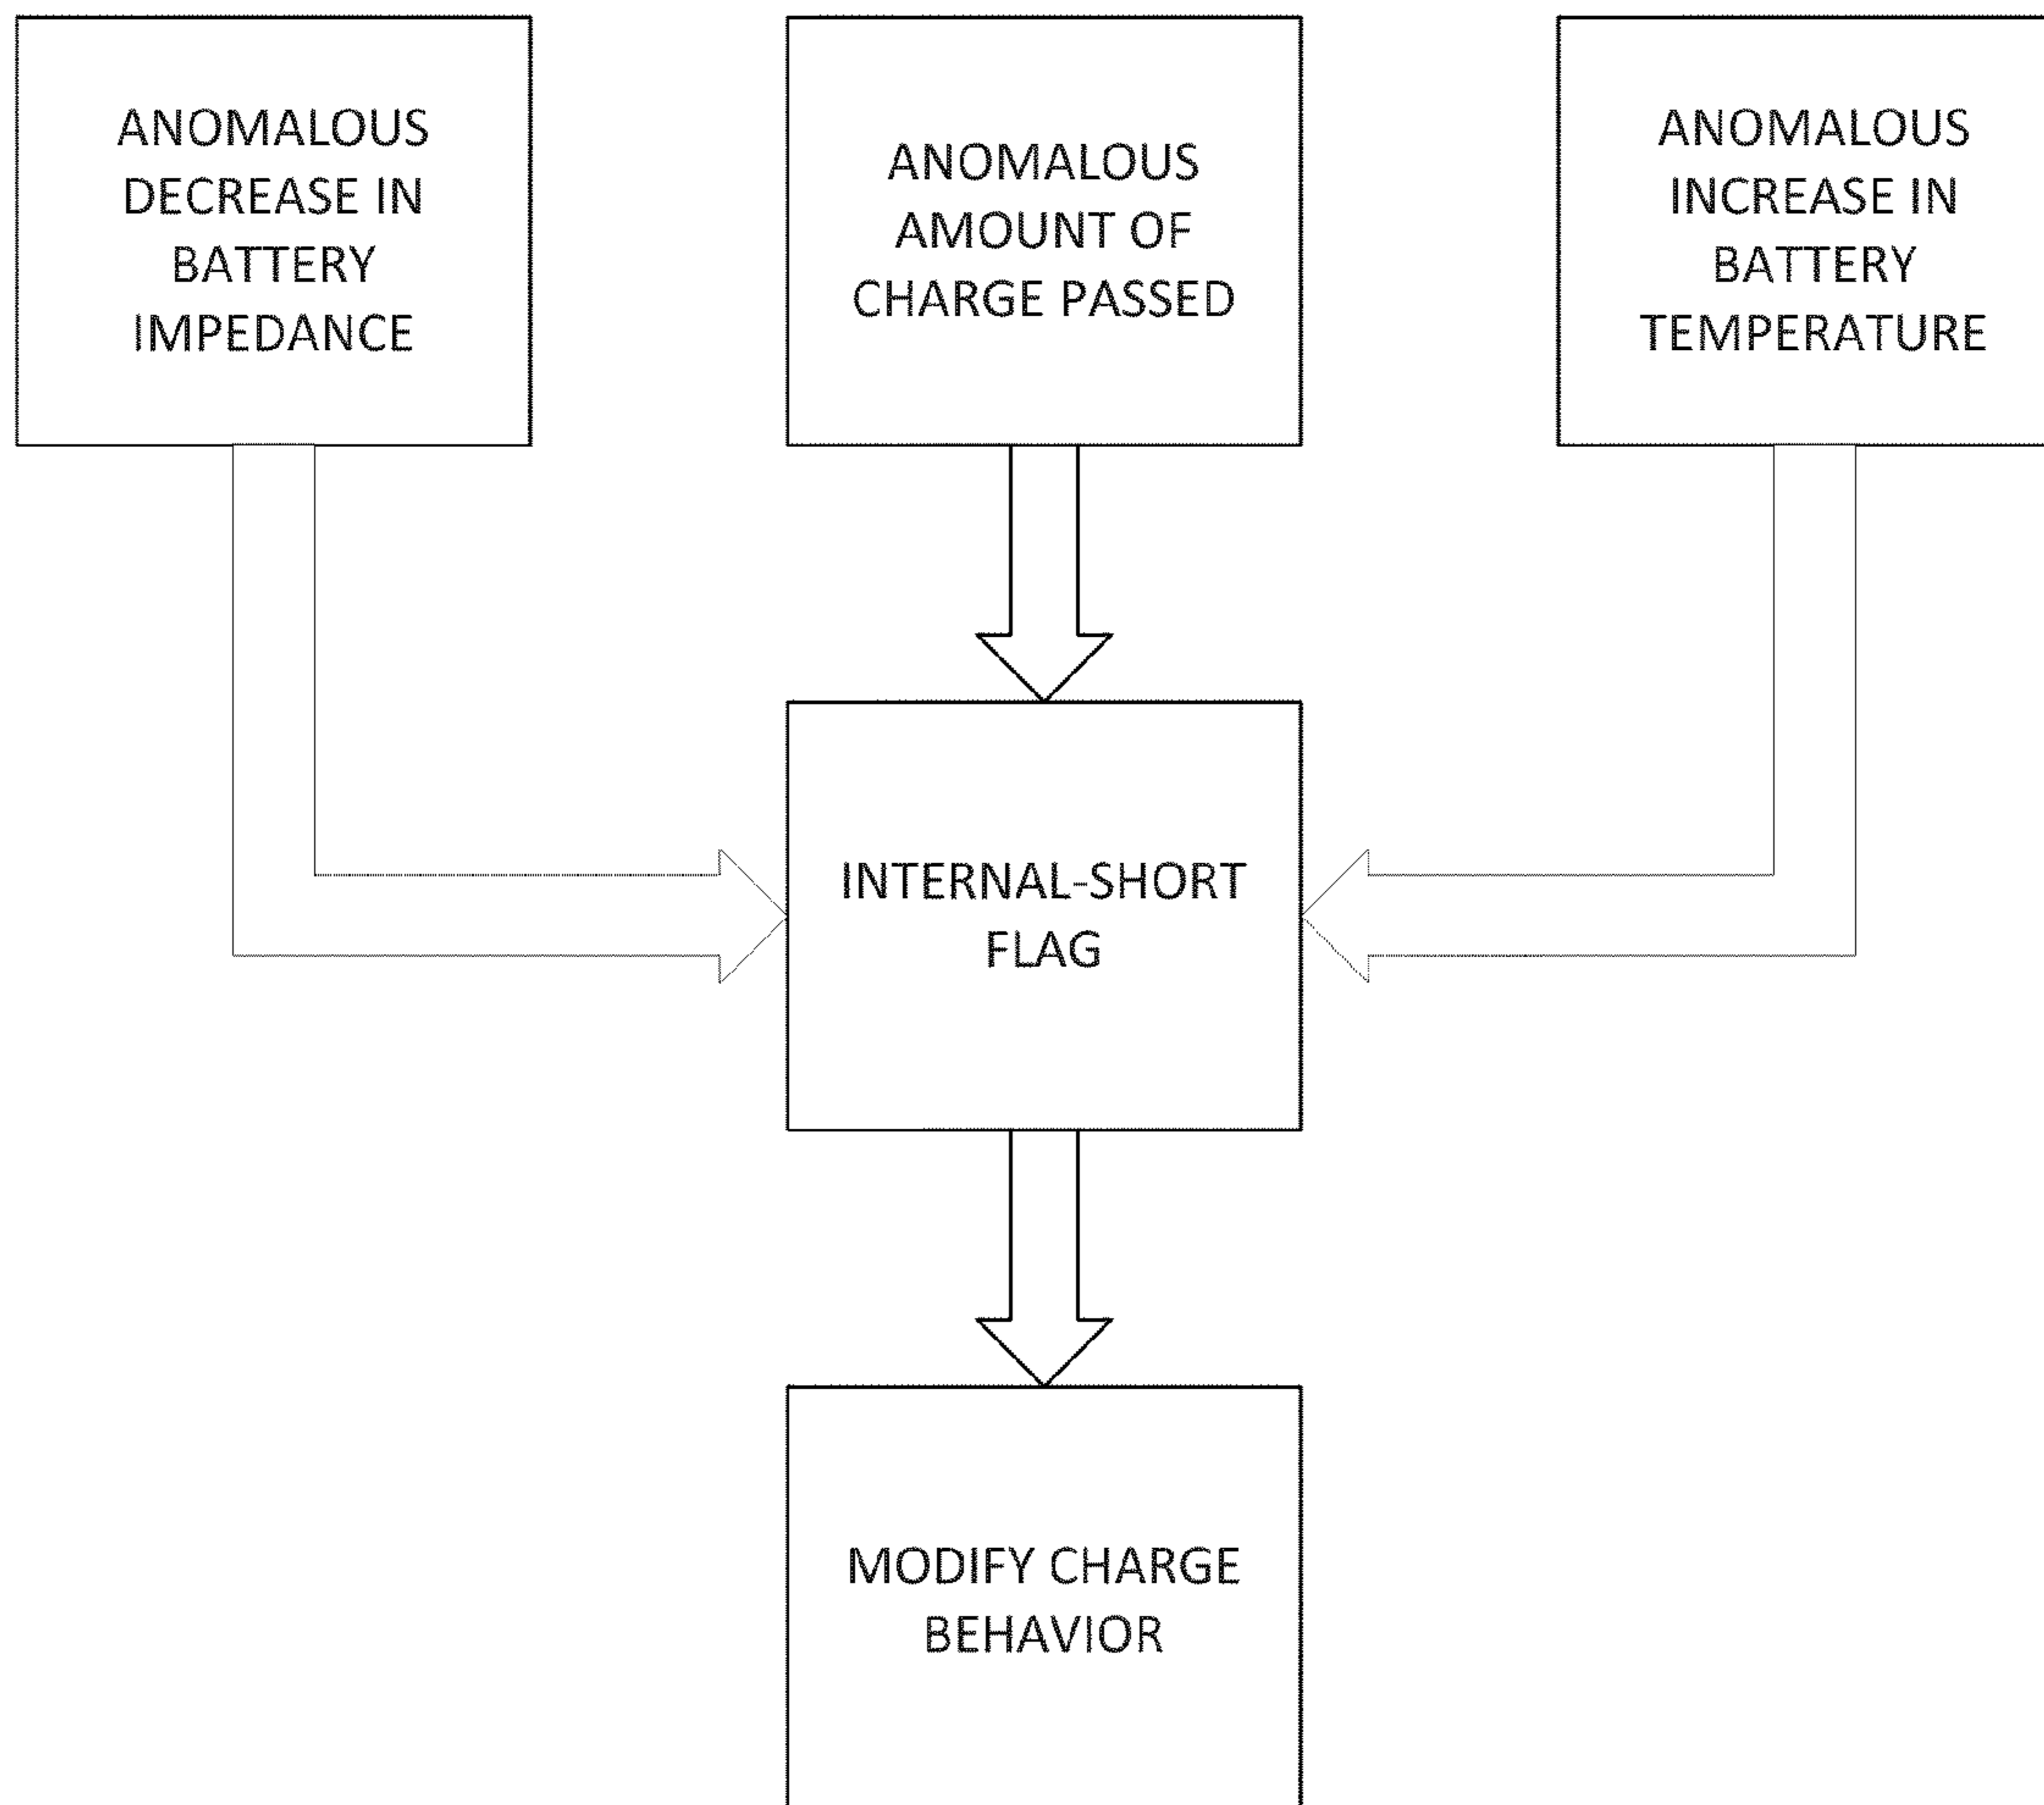 ANOMALOUS
DECREASE IN
BATTERY
IMPEDANCE
ANOMALOUS
AMOUNT OF
CHARGE PASSED
ANOMALOUS
INCREASE IN
BATTERY
TEMPERATURE
INTERNAL-SHORT
FLAG
MODIFY CHARGE
BEHAVIOR